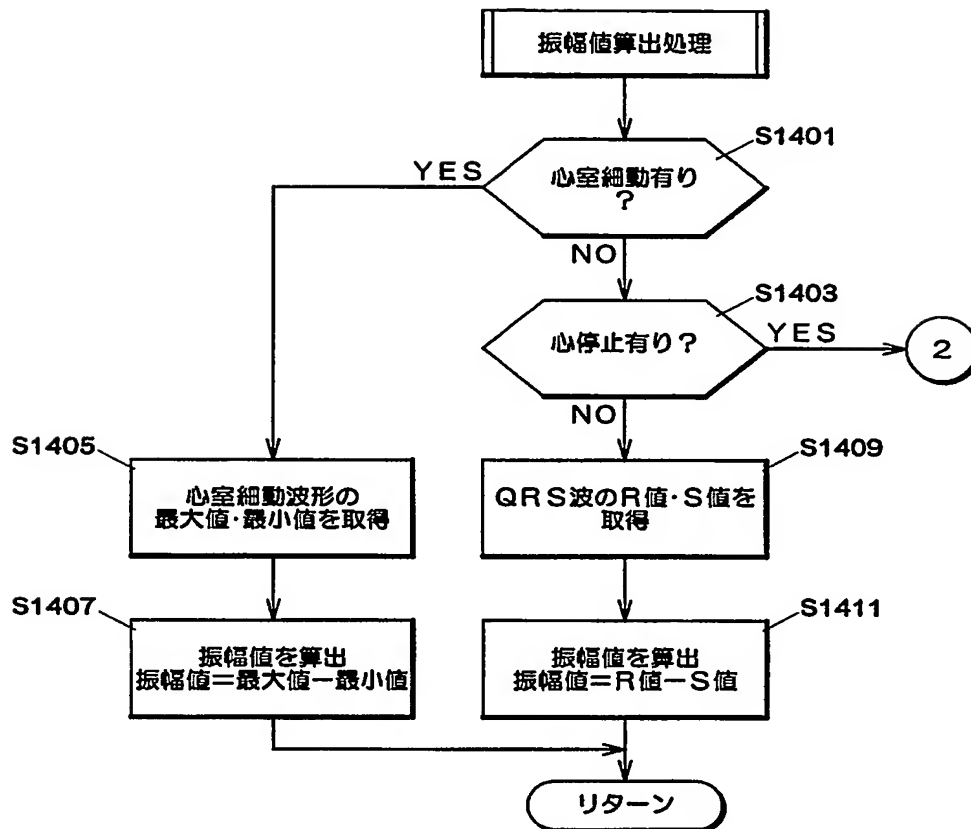 振幅値算出処理
S1401
YES
心室細動有り
?
NO
S1403
心停止有り?
YES
2
NO
S1405
心室細動波形の
最大値・最小値を取得
S1409
QRS波のR値・S値を
取得
S1407
振幅値を算出
振幅値=最大値-最小値
S1411
振幅値を算出
振幅値=R値-S値
リターン